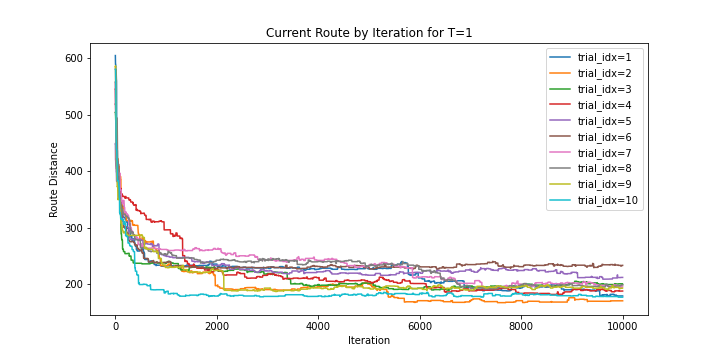 Current Route by Iteration for T=1
Route Distance
600
500
400
300
200
0
2000
4000
6000
8000
10000
Iteration
trial_idx=1
trial_idx=2
trial_idx=3
trial_idx=4
trial_idx=5
trial_idx=6
trial_idx=7
trial_idx=8
trial_idx=9
trial_idx=10